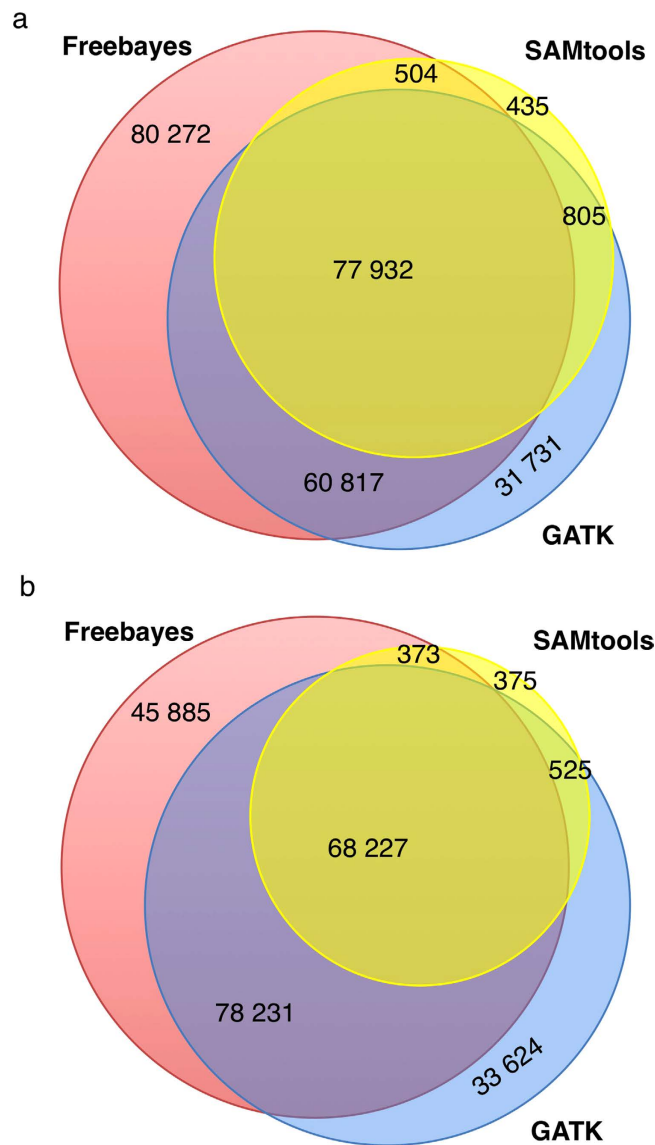 a
Freebayes
SAMtools
504
435
80 272
805
77 932
60 817
31 731
GATK
b
Freebayes
SAMtools
373
375
45 885
525
68 227
78 231
33 624
GATK